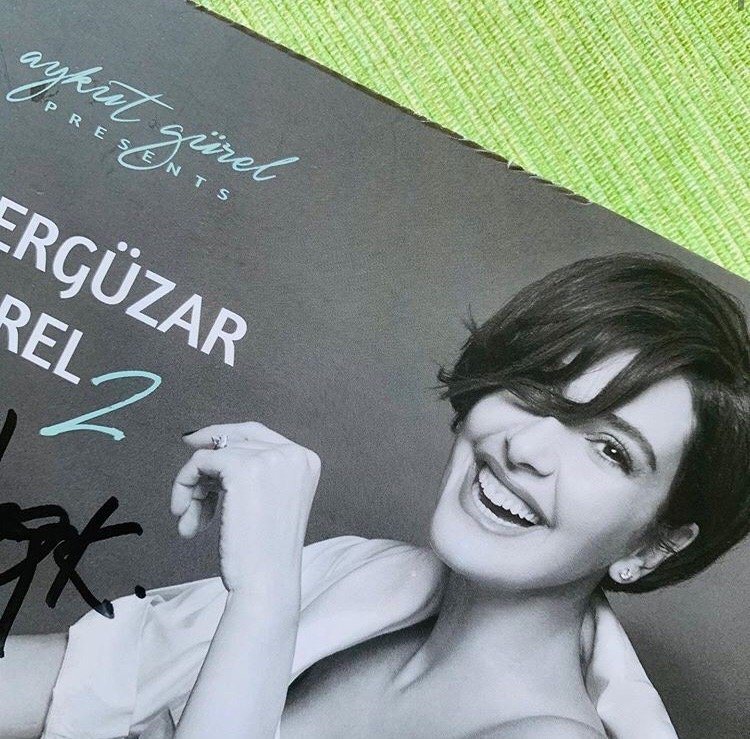 aykut gürel
PRESENTS
ERGÜZAR
REL 2